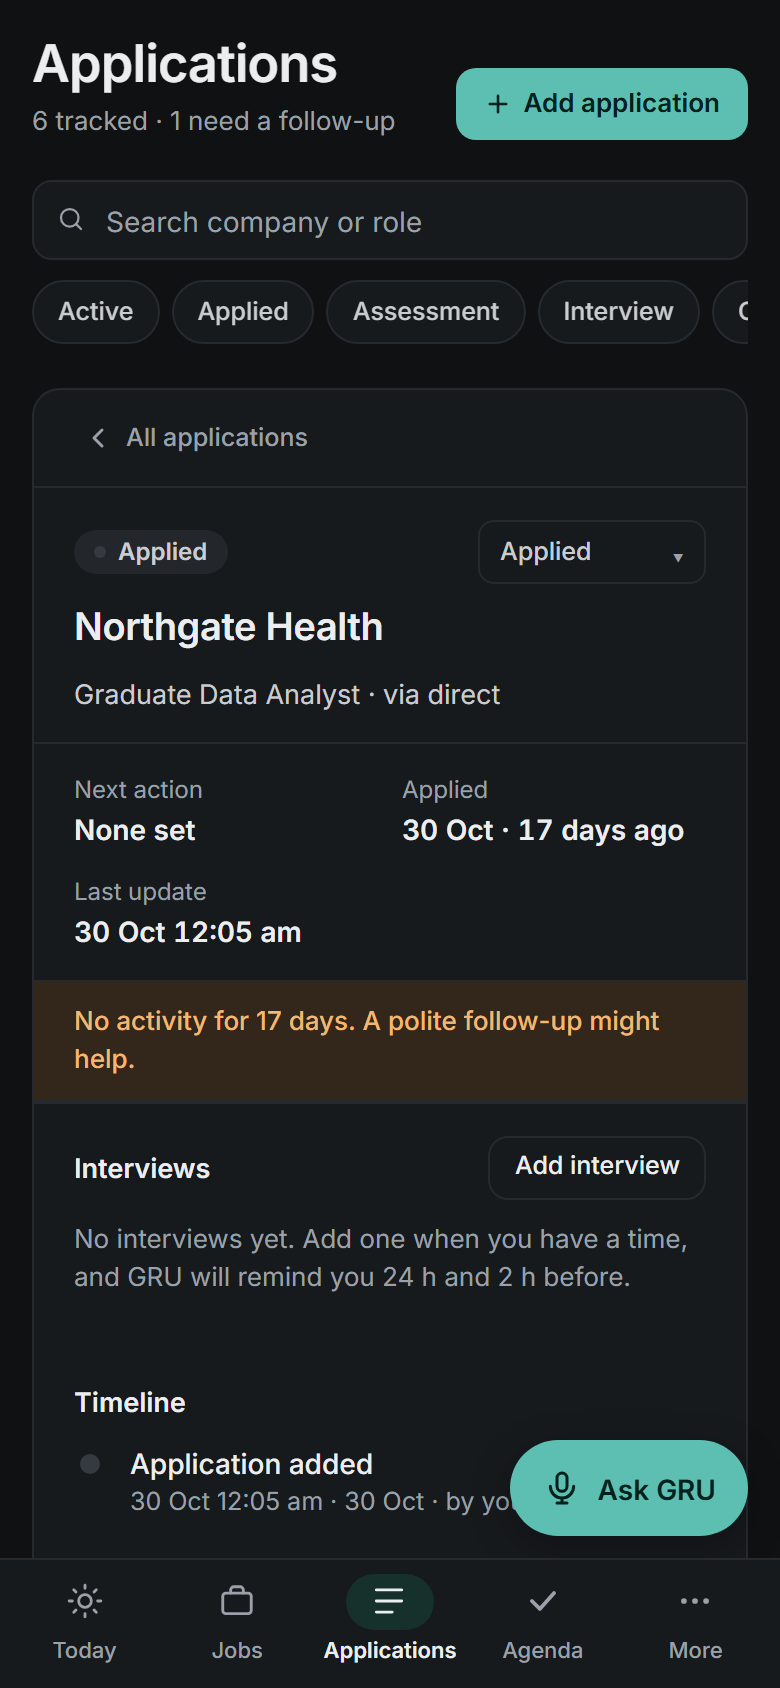 Applications
6 tracked · 1 need a follow-up
+ Add application
Search company or role
Active
Applied
Assessment
Interview
All applications
Applied
Applied
Northgate Health
Graduate Data Analyst · via direct
Next action
None set
Applied
30 Oct · 17 days ago
Last update
30 Oct 12:05 am
No activity for 17 days. A polite follow-up might
help.
Interviews
Add interview
No interviews yet. Add one when you have a time,
and GRU will remind you 24 h and 2 h before.
Timeline
Application added
30 Oct 12:05 am · 30 Oct · by
Ask GRU
Today
Jobs
Applications
Agenda
More